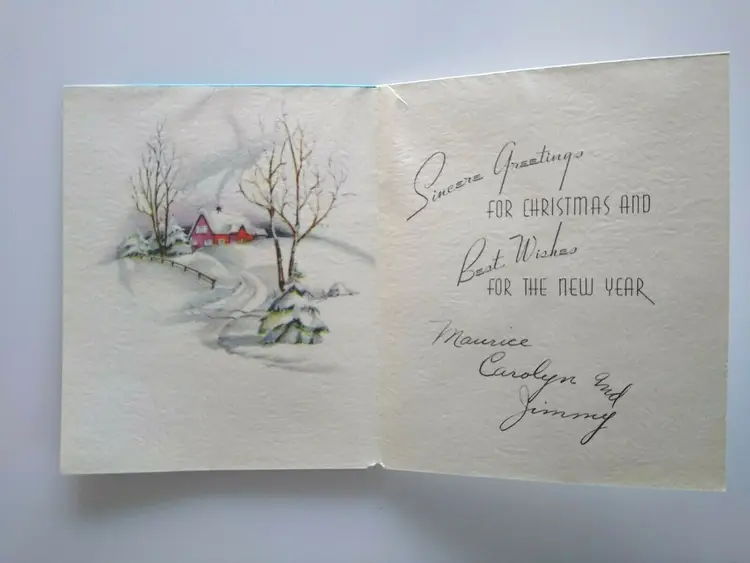 Sincere Greetings
FOR CHRISTMAS AND
Best Wishes
FOR THE NEW YEAR
Maurice
Carolyn and
Jimmy